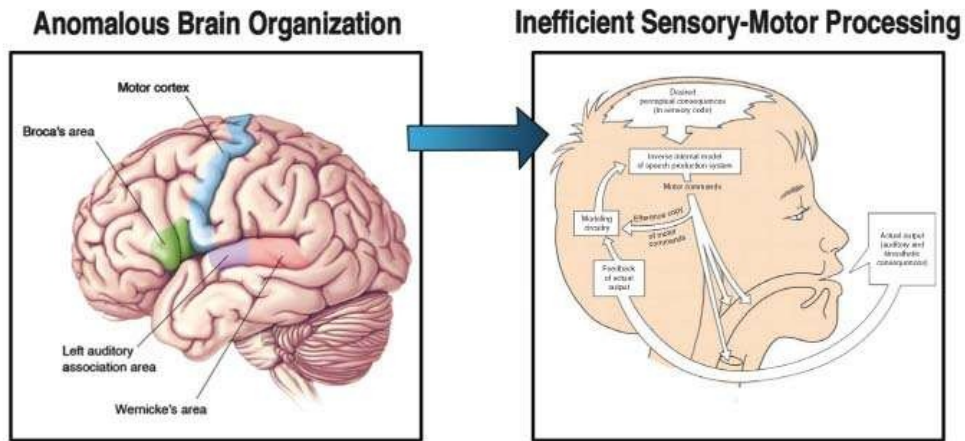 Anomalous Brain Organization
Inefficient Sensory-Motor Processing
Motor cortex
Broca's area
Left auditory
association area
Wernicke's area
Desired
perceptual consequences
(in sensory code)
Inverse internal model
of speech production system
Motor commands
Efference copy
of motor
commands
Modeling
circuitry
Feedback
of actual
output
Actual output
(auditory and
kinesthetic
consequences)